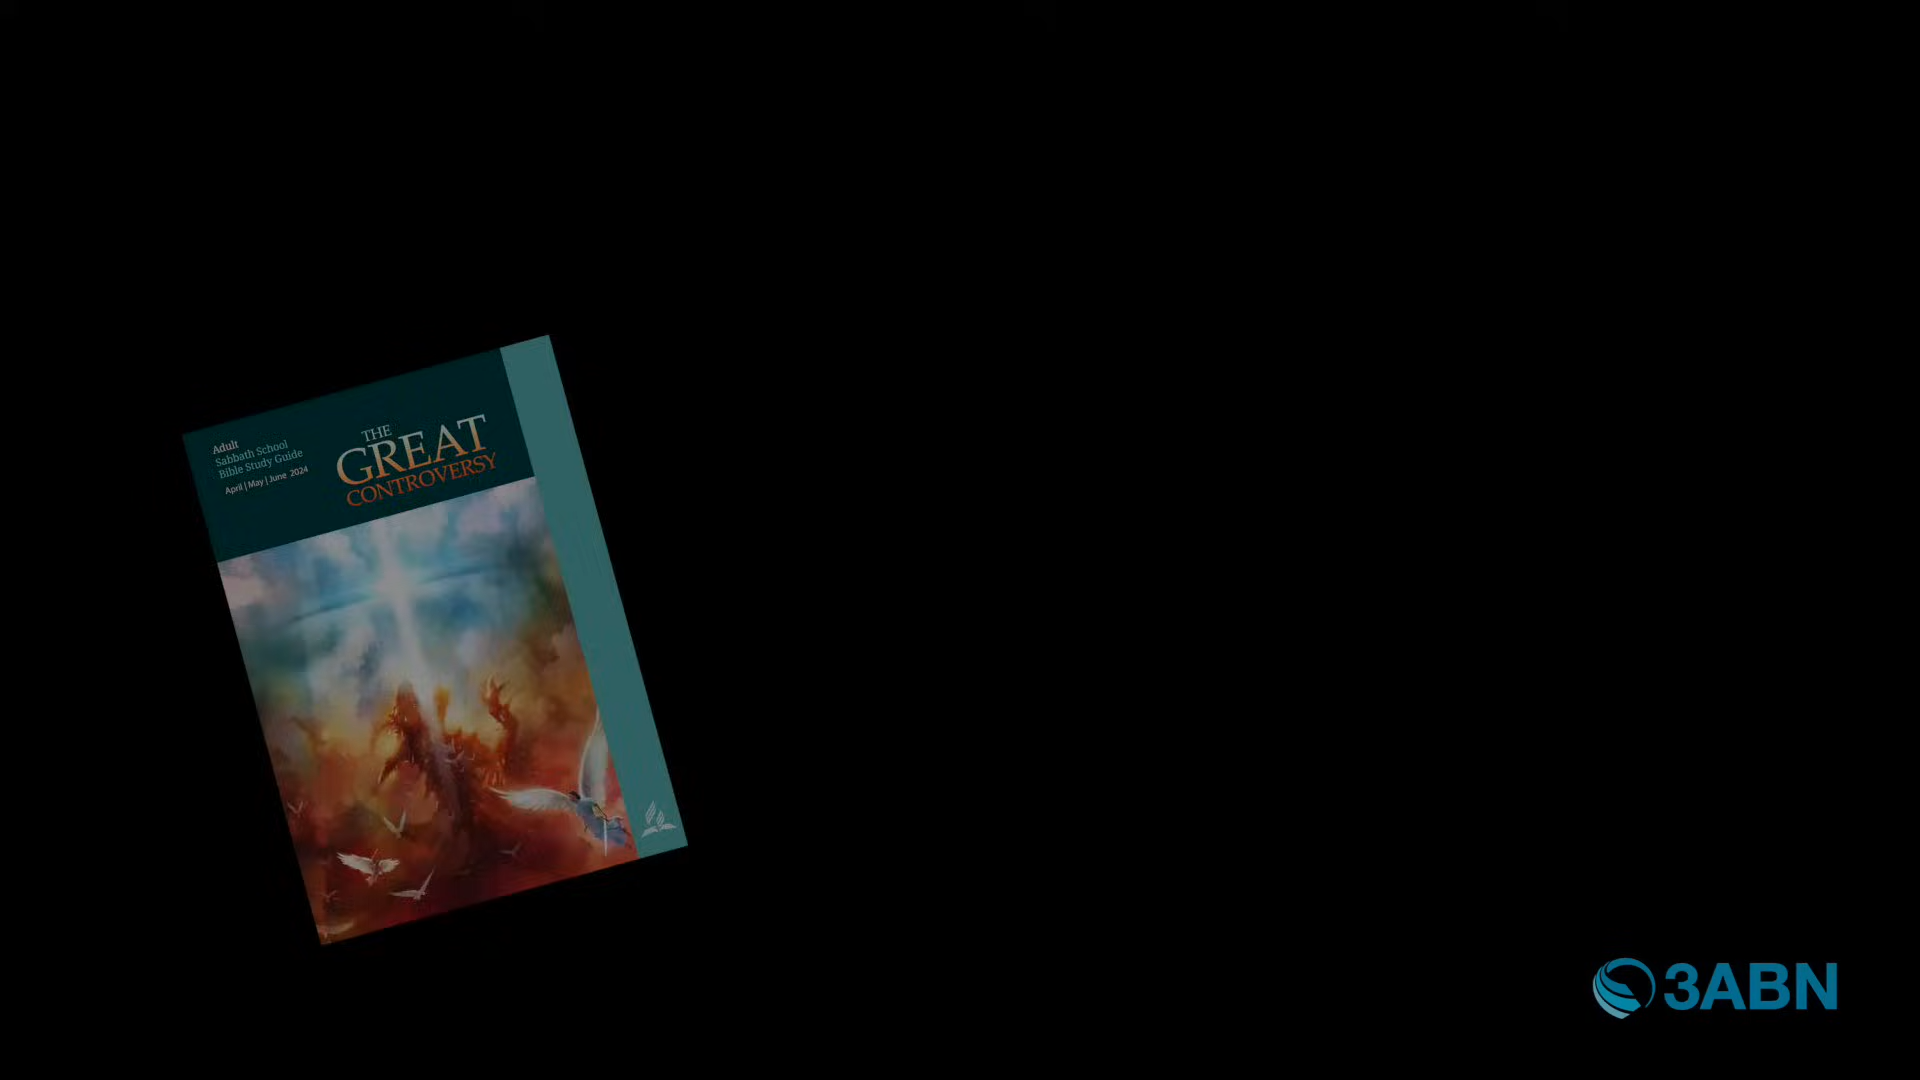 Adult
Sabbath School
Bible Study Guide
April | May | June 2024
THE
GREAT
CONTROVERSY
3ABN